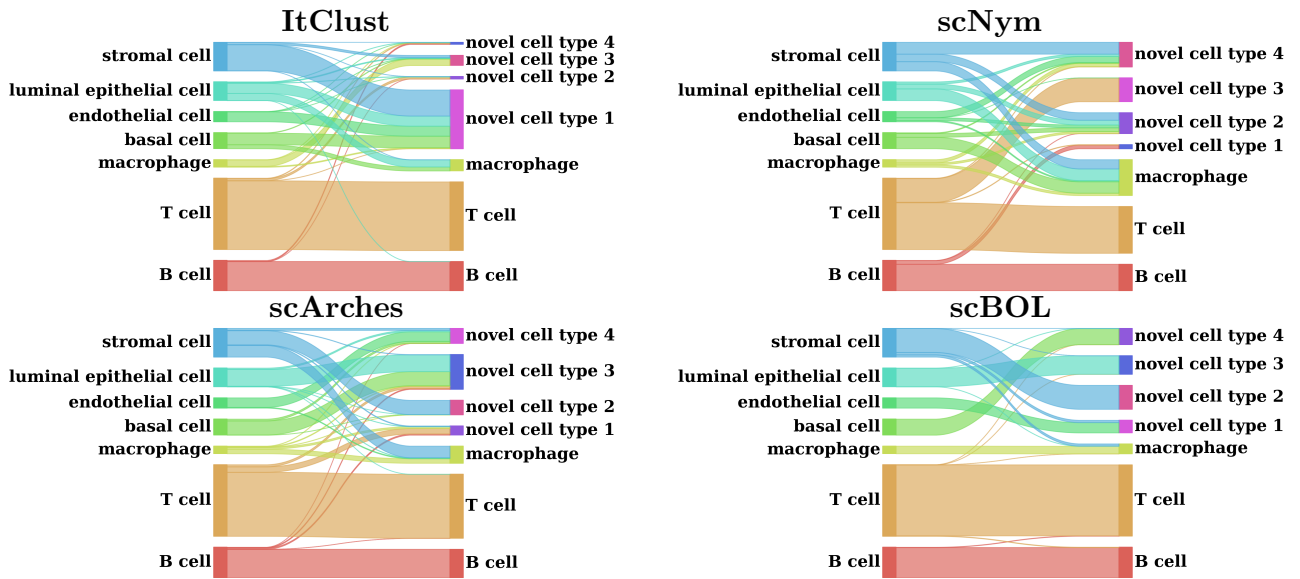 ItClust
stromal cell
luminal epithelial cell
endothelial cell
basal cell
macrophage
T cell
B cell
novel cell type 4
novel cell type 3
novel cell type 2
novel cell type 1
macrophage
T cell
B cell
scNym
stromal cell
luminal epithelial cell
endothelial cell
basal cell
macrophage
T cell
B cell
novel cell type 4
novel cell type 3
novel cell type 2
novel cell type 1
macrophage
T cell
B cell
scArches
stromal cell
luminal epithelial cell
endothelial cell
basal cell
macrophage
T cell
B cell
novel cell type 4
novel cell type 3
novel cell type 2
novel cell type 1
macrophage
T cell
B cell
scBOL
stromal cell
luminal epithelial cell
endothelial cell
basal cell
macrophage
T cell
B cell
novel cell type 4
novel cell type 3
novel cell type 2
novel cell type 1
macrophage
T cell
B cell